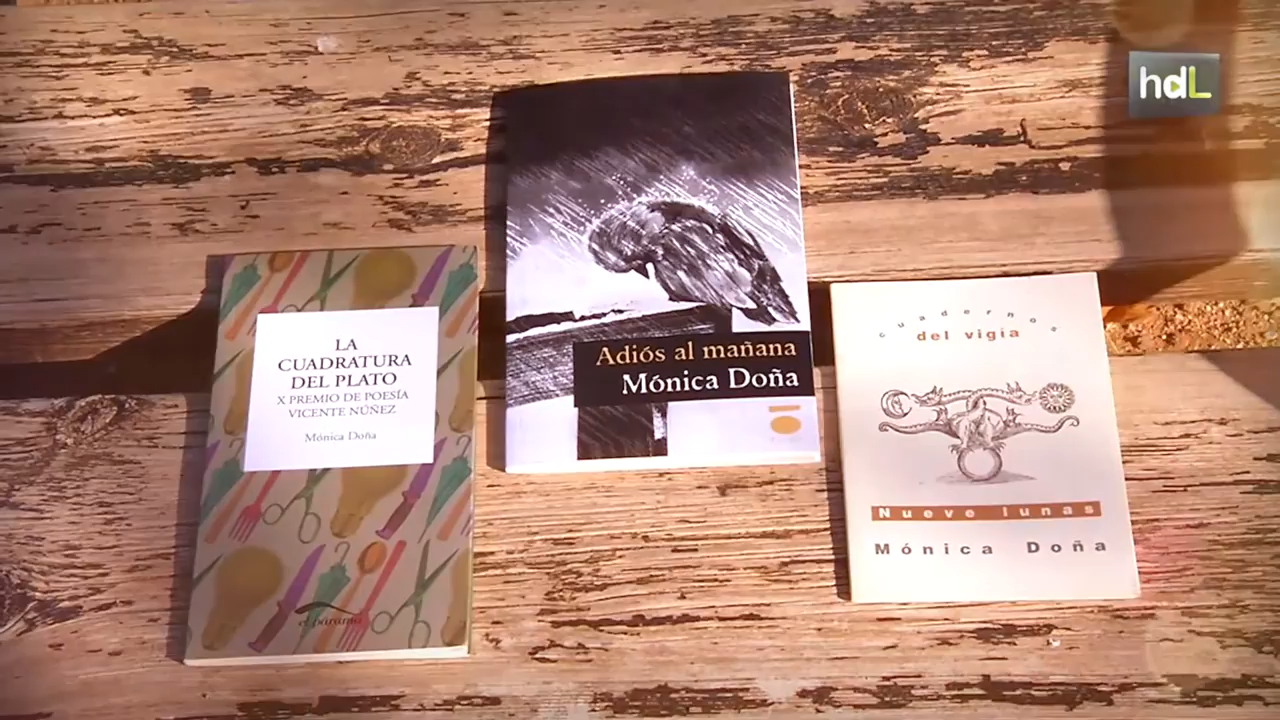 hdL
LA
CUADRATURA
DEL PLATO
X PREMIO DE POESÍA
VICENTE NÚÑEZ
Mónica Doña
el páramo
Adiós al mañana
Mónica Doña
cuadernos
del vigía
Nueve lunas
Mónica Doña